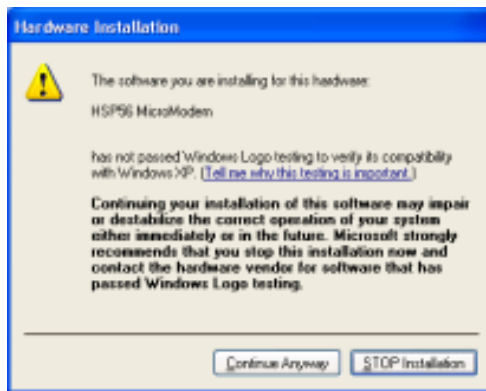 Hardware Installation
The software you are installing for this hardware:
HSP56 MicroModem
has not passed Windows Logo testing to verify its compatibility
with Windows XP. (Tell me why this testing is important.)
Continuing your installation of this software may impair
or destabilize the correct operation of your system
either immediately or in the future. Microsoft strongly
recommends that you stop this installation now and
contact the hardware vendor for software that has
passed Windows Logo testing.
Continue Anyway
STOP Installation